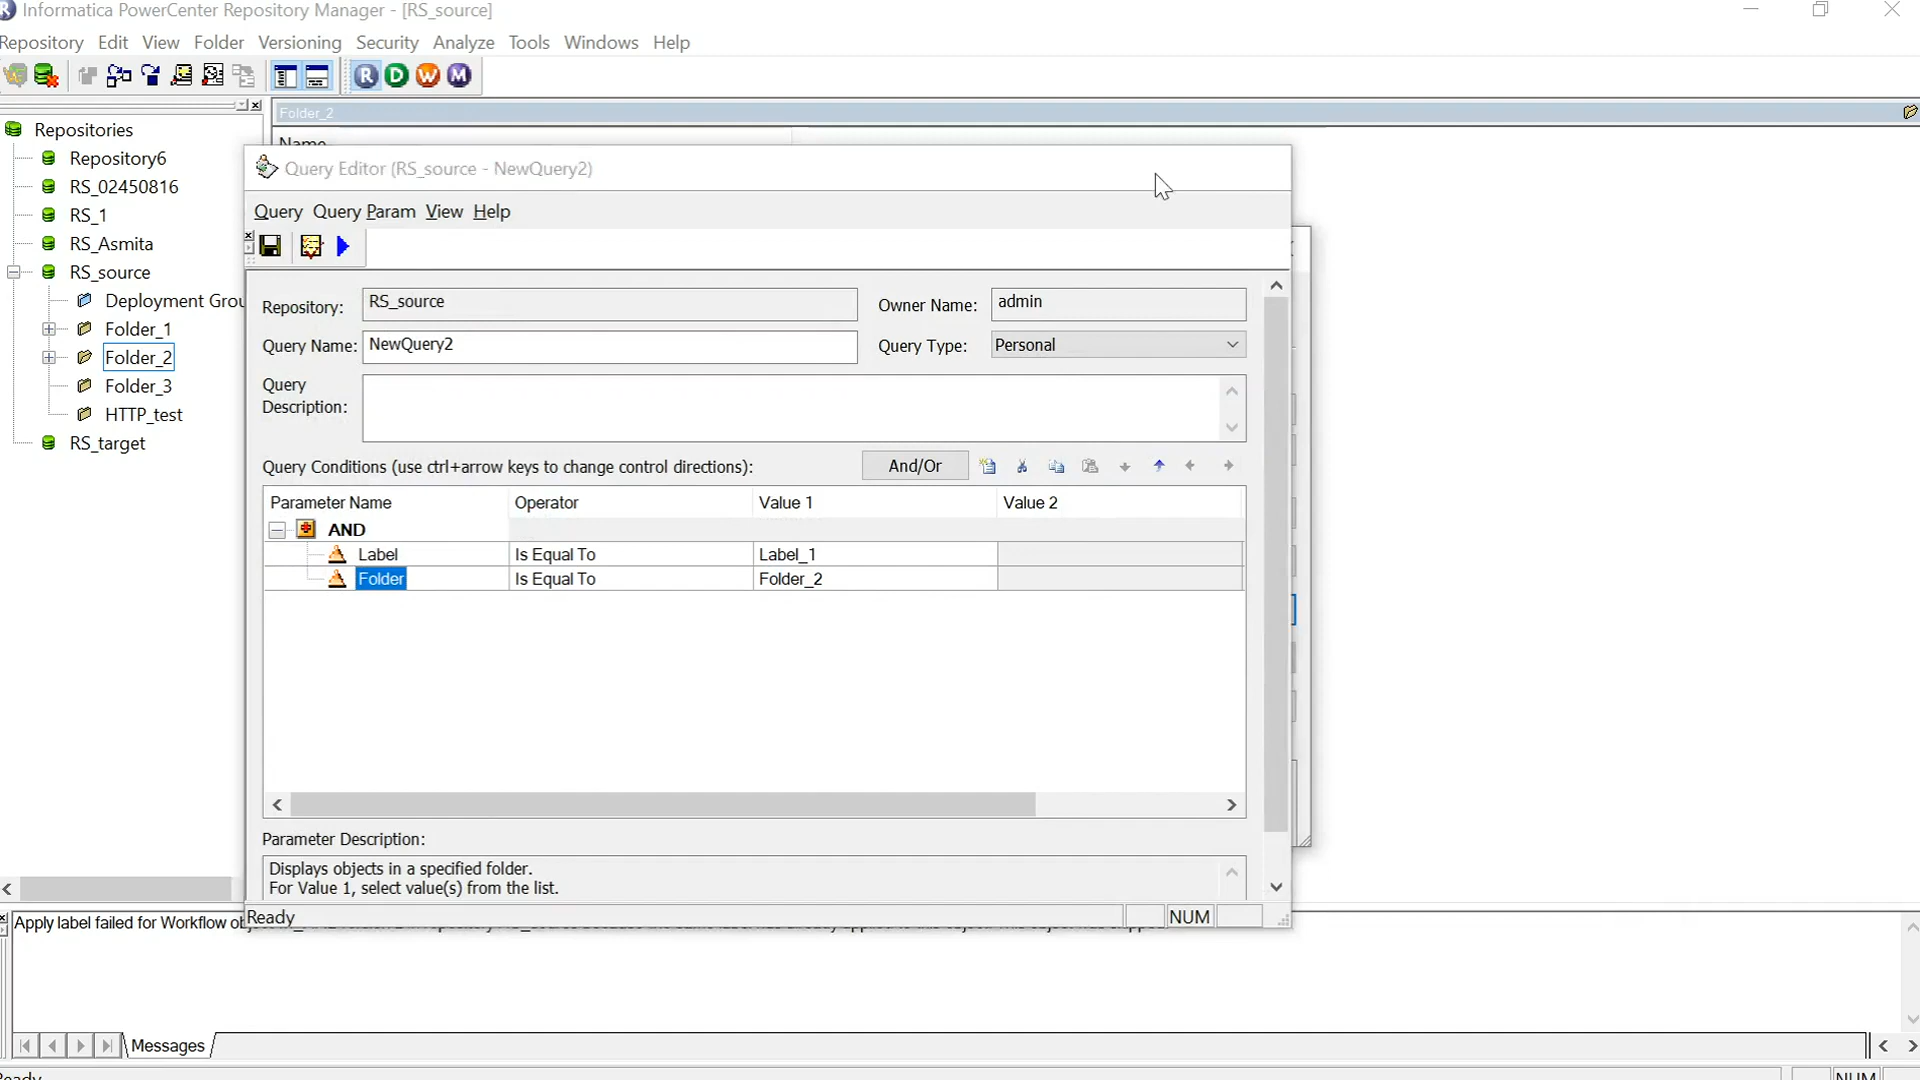 Informatica PowerCenter Repository Manager - [RS_source]
Repository Edit View Folder Versioning Security Analyze Tools Windows Help
R D W M
Folder_2
Name
Repositories
Repository6
RS_02450816
RS_1
RS_Asmita
RS_source
Deployment Grou
Folder_1
Folder_2
Folder_3
HTTP_test
RS_target
Query Editor (RS_source - NewQuery2)
Query Query Param View Help
Repository: RS_source Owner Name: admin
Query Name: NewQuery2 Query Type: Personal
Query
Description:
Query Conditions (use ctrl+arrow keys to change control directions): And/Or
Parameter Name Operator Value 1 Value 2
AND
Label Is Equal To Label_1
Folder Is Equal To Folder_2
Parameter Description:
Displays objects in a specified folder.
For Value 1, select value(s) from the list.
Ready NUM
Apply label failed for Workflow
Messages
Ready NUM